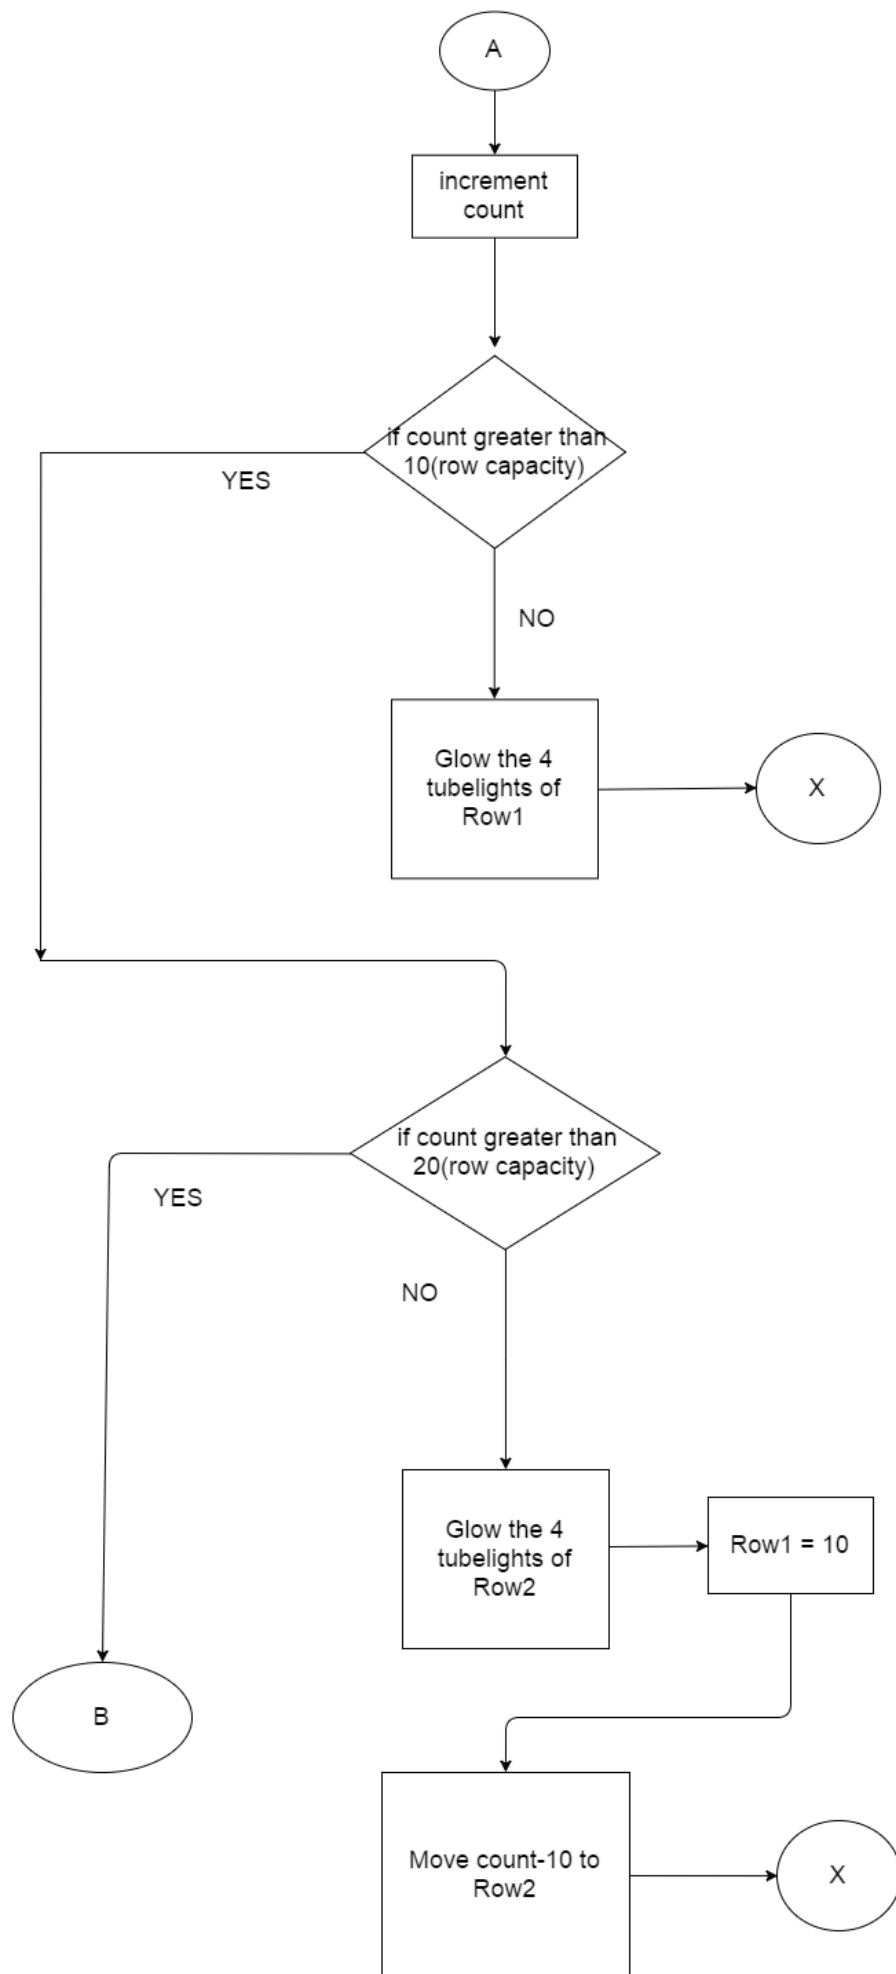 A
increment
count
if count greater than
10(row capacity)
YES
NO
Glow the 4
tubelights of
Row1
X
if count greater than
20(row capacity)
YES
NO
Glow the 4
tubelights of
Row2
Row1 = 10
B
Move count-10 to
Row2
X